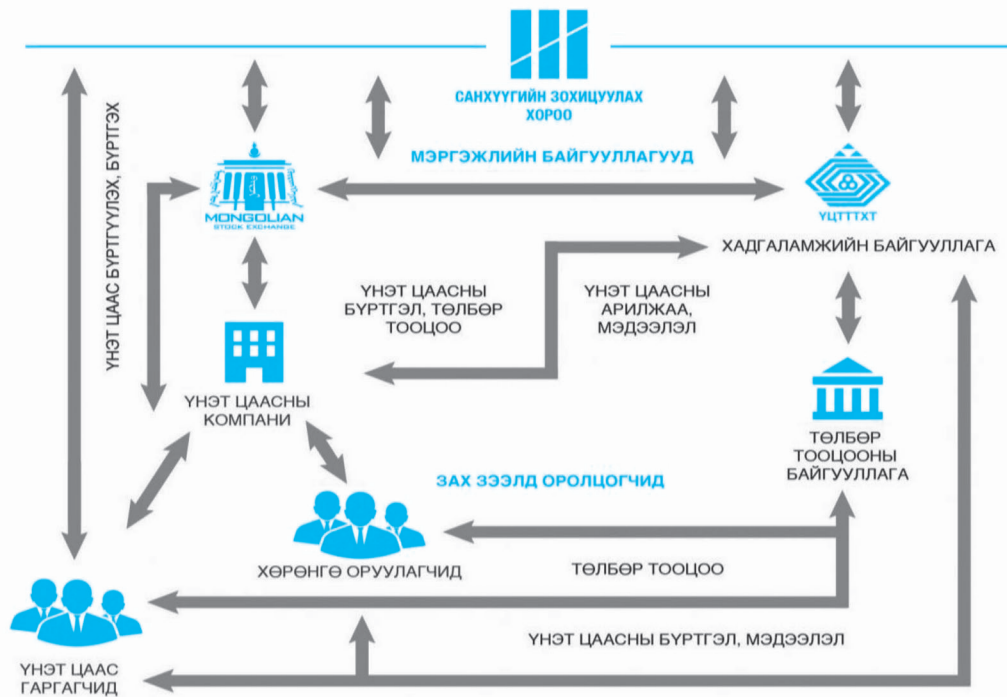 САНХҮҮГИЙН ЗОХИЦУУЛАХ
ХОРОО
МЭРГЭЖЛИЙН БАЙГУУЛЛАГУУД
ҮНЭТ ЦААС БҮРТГҮҮЛЭХ, БҮРТГЭХ
MONGOLIAN
STOCK EXCHANGE
ҮЦТТТХТ
ХАДГАЛАМЖИЙН БАЙГУУЛЛАГА
ҮНЭТ ЦААСНЫ
БҮРТГЭЛ, ТӨЛБӨР
ТООЦОО
ҮНЭТ ЦААСНЫ
АРИЛЖАА,
МЭДЭЭЛЭЛ
ҮНЭТ ЦААСНЫ
КОМПАНИ
ТӨЛБӨР
ТООЦООНЫ
БАЙГУУЛЛАГА
ЗАХ ЗЭЭЛД ОРОЛЦОГЧИД
ХӨРӨНГӨ ОРУУЛАГЧИД
ТӨЛБӨР ТООЦОО
ҮНЭТ ЦААСНЫ БҮРТГЭЛ, МЭДЭЭЛЭЛ
ҮНЭТ ЦААС
ГАРГАГЧИД